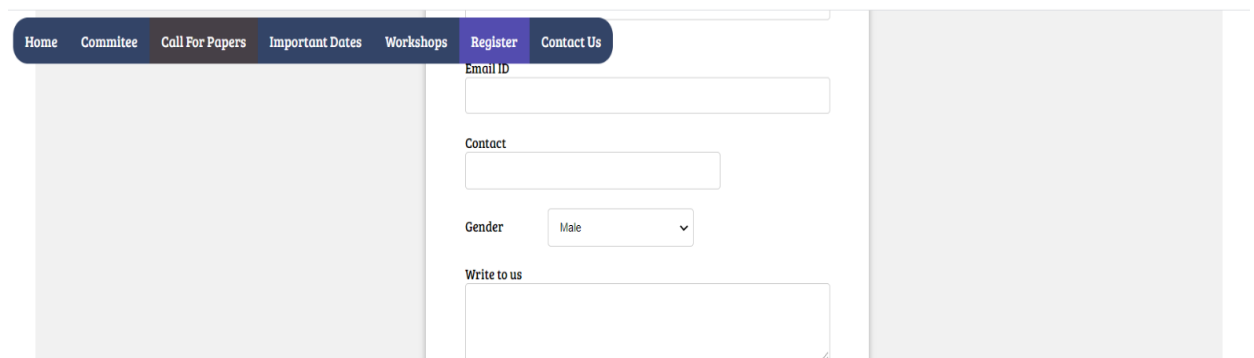 Home Commitee Call For Papers Important Dates Workshops Register Contact Us
Email ID
Contact
Gender Male
Write to us